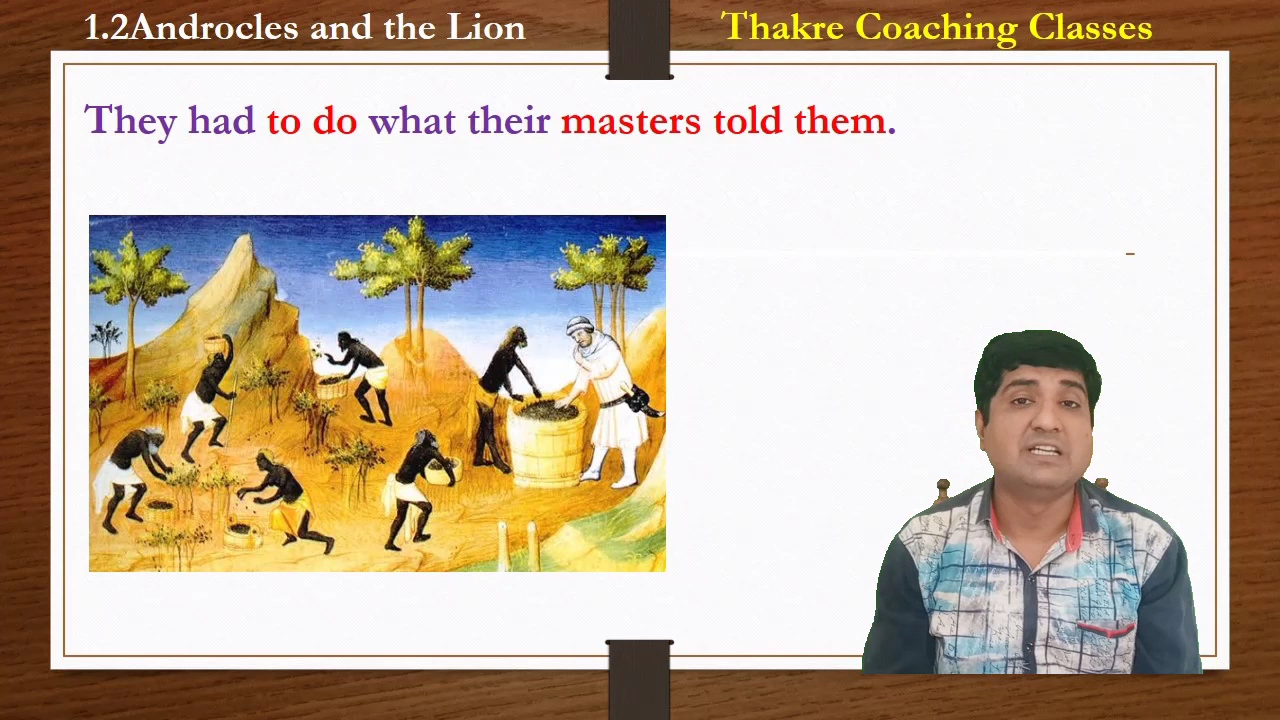 1.2Androcles and the Lion
Thakre Coaching Classes
They had to do what their masters told them.